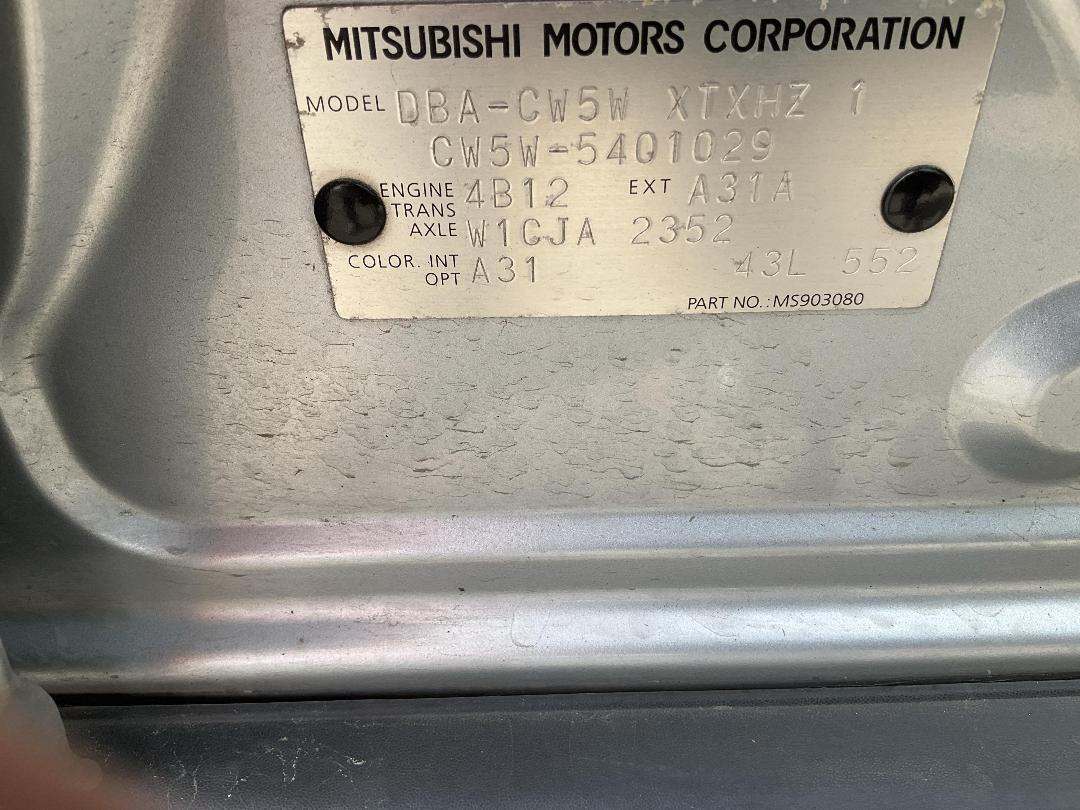 MITSUBISHI MOTORS CORPORATION
MODEL DBA-CW5W XTXHZ 1
CW5W-5401029
ENGINE 4B12 EXT A31A
TRANS
AXLE W1CJA 2352
COLOR. INT
OPT A31 43L 552
PART NO.: MS903080